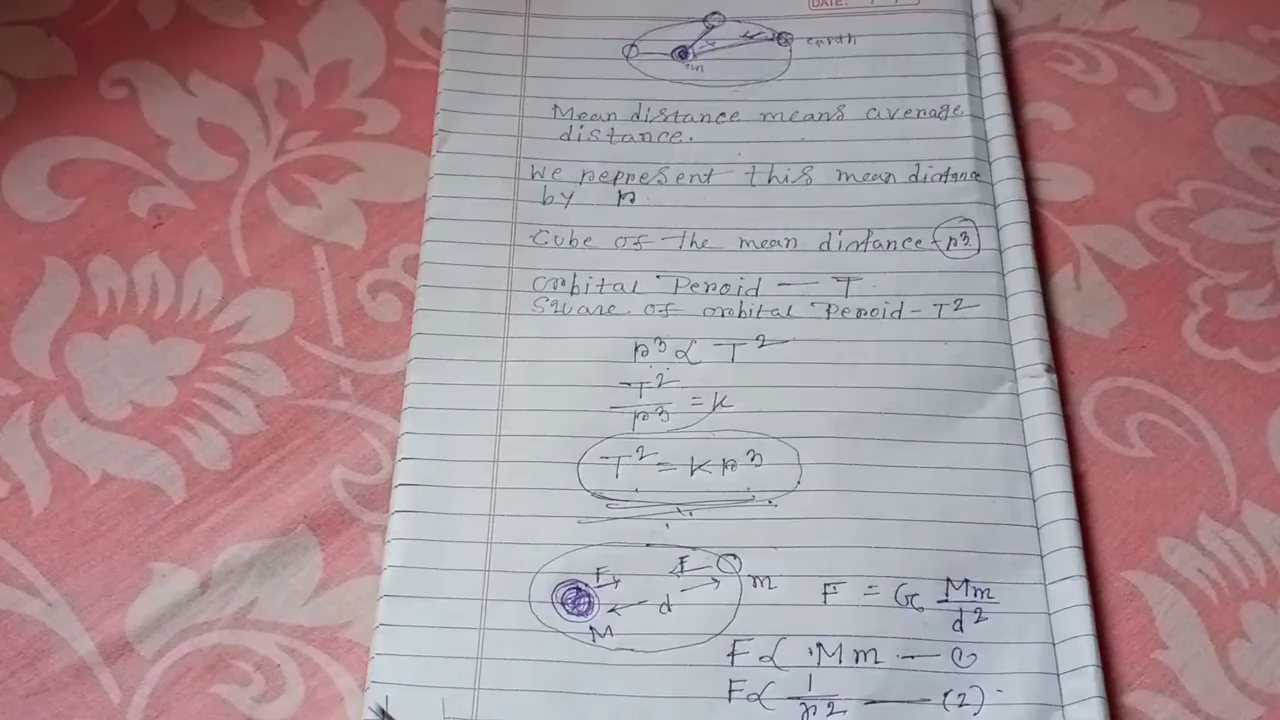 DATE:
earth
sun
Mean distance means average
distance.
We represent this mean distance
by r
Cube of the mean distance - r³
Orbital Peroid — T
Square of orbital Peroid - T²
r³ ∝ T²
T²/r³ = K
T² = K r³
F F m
d
M
F = G Mm/d²
F ∝ Mm — (1)
F ∝ 1/r² — (2)